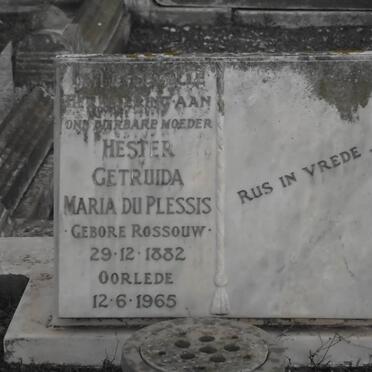 HERINNERING AAN
ONS DIERBARE MOEDER
HESTER
GETRUIDA
MARIA DU PLESSIS
GEBORE ROSSOUW
29·12·1882
OORLEDE
12·6·1965
RUS IN VREDE